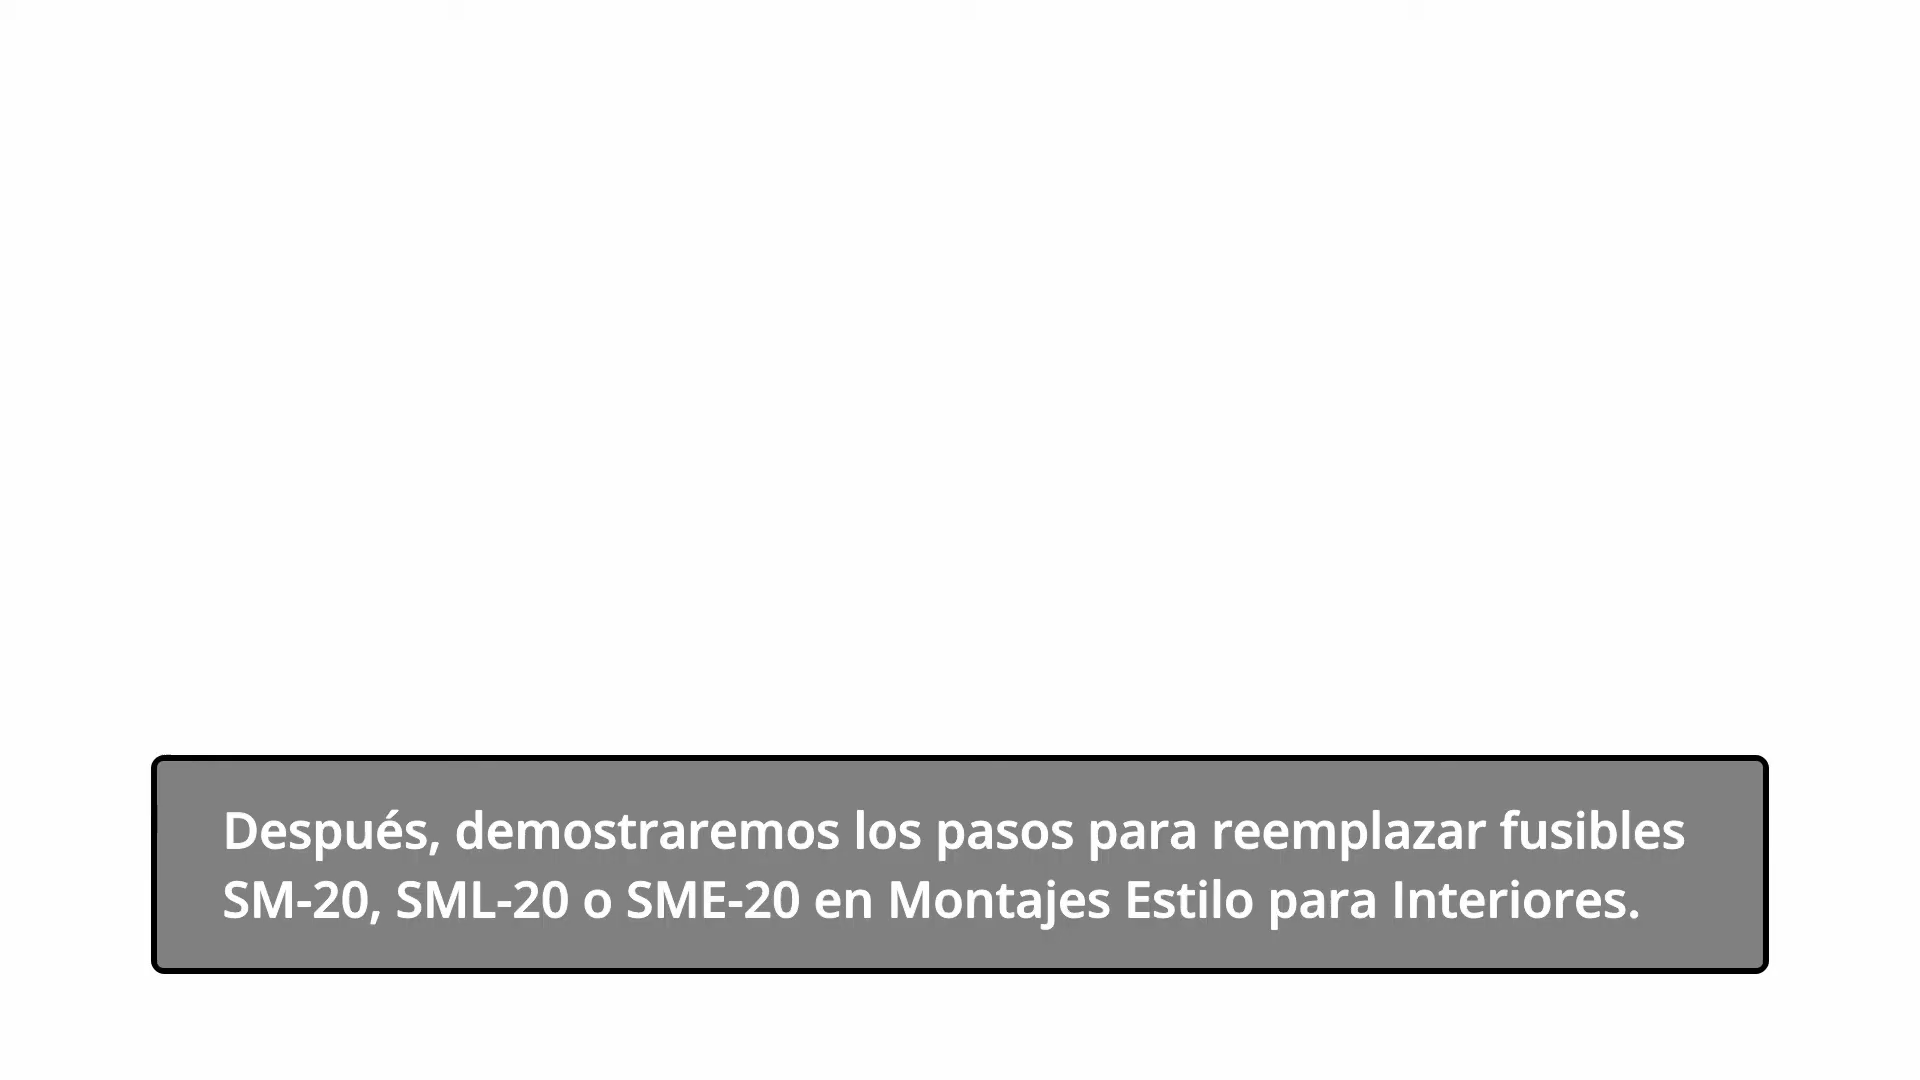 Después, demostraremos los pasos para reemplazar fusibles
SM-20, SML-20 o SME-20 en Montajes Estilo para Interiores.